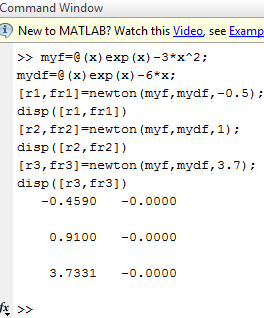 Command Window
New to MATLAB? Watch this Video, see Examp
>> myf=@(x)exp(x)-3*x^2;
mydf=@(x)exp(x)-6*x;
[r1,fr1]=newton(myf,mydf,-0.5);
disp([r1,fr1])
[r2,fr2]=newton(myf,mydf,1);
disp([r2,fr2])
[r3,fr3]=newton(myf,mydf,3.7);
disp([r3,fr3])
-0.4590 -0.0000
0.9100 -0.0000
3.7331 -0.0000
fx >>